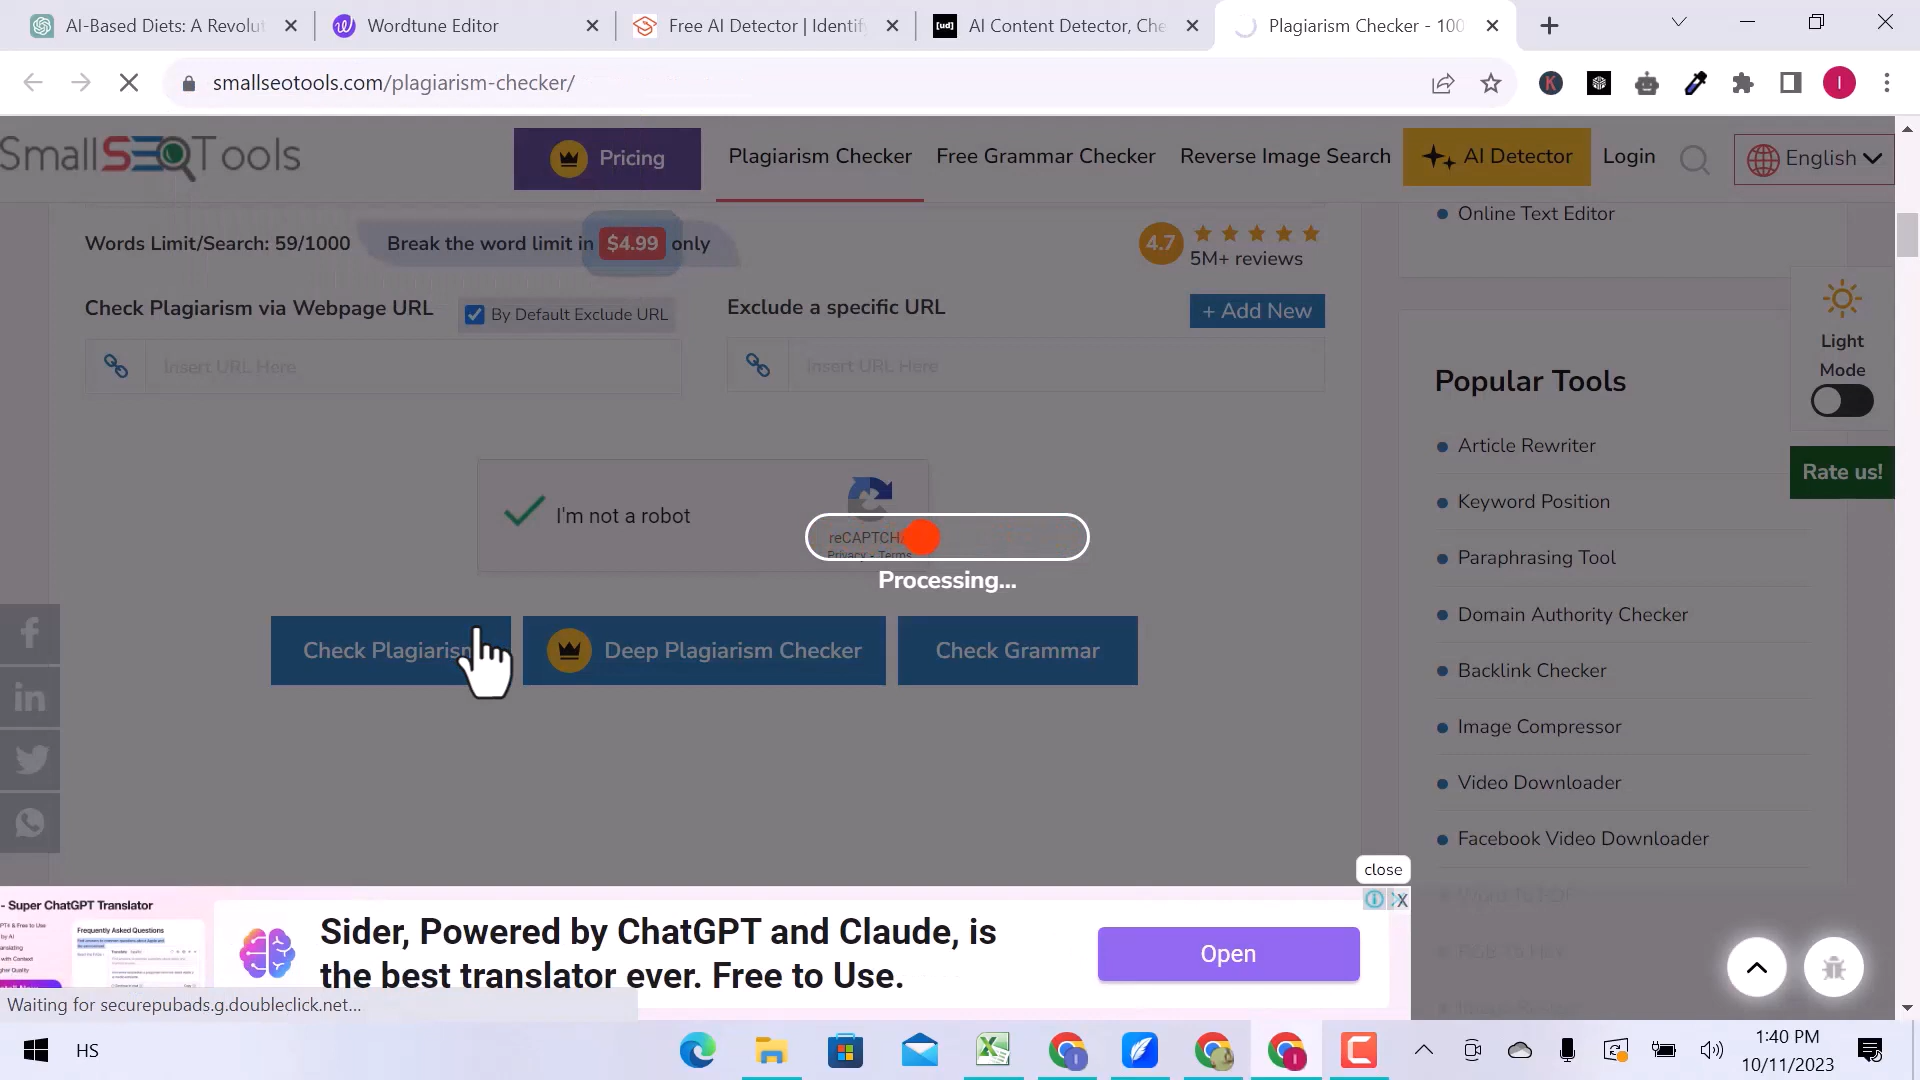 AI-Based Diets: A Revolut
Wordtune Editor
Free AI Detector | Identify
[ud]
AI Content Detector, Che
Plagiarism Checker - 100
smallseotools.com/plagiarism-checker/
K
I
SmallSEOTools
Pricing
Plagiarism Checker
Free Grammar Checker
Reverse Image Search
AI Detector
Login
English
Online Text Editor
Words Limit/Search: 59/1000
Break the word limit in $4.99 only
4.7
5M+ reviews
Check Plagiarism via Webpage URL
By Default Exclude URL
Exclude a specific URL
+ Add New
Insert URL Here
Insert URL Here
Light
Mode
Popular Tools
Article Rewriter
Rate us!
Keyword Position
I'm not a robot
reCAPTCHA
Privacy - Terms
Processing...
Paraphrasing Tool
Domain Authority Checker
Check Plagiarism
Deep Plagiarism Checker
Check Grammar
Backlink Checker
Image Compressor
Video Downloader
Facebook Video Downloader
close
- Super ChatGPT Translator
Frequently Asked Questions
Sider, Powered by ChatGPT and Claude, is
the best translator ever. Free to Use.
Open
Waiting for securepubads.g.doubleclick.net...
HS
1:40 PM
10/11/2023